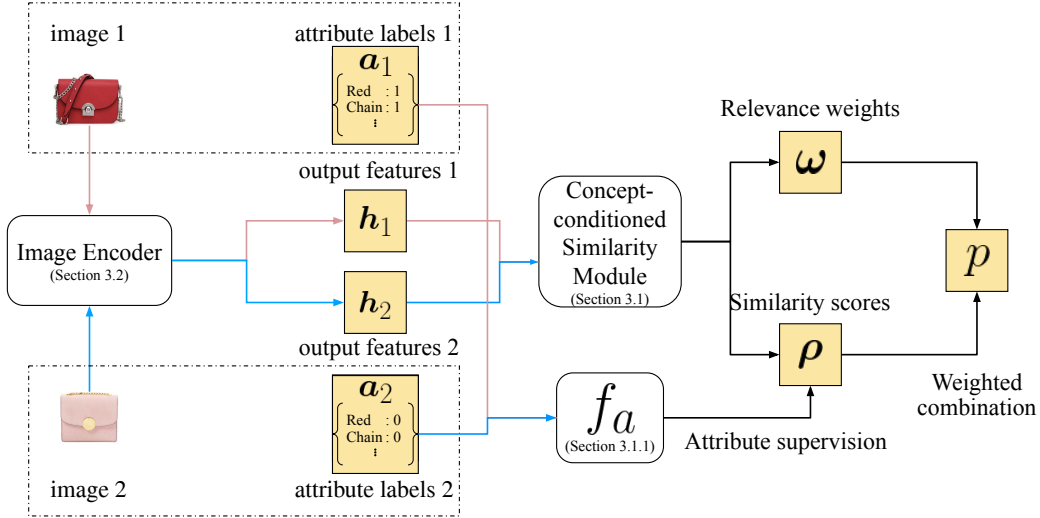 image 1
attribute labels 1
a1
Red : 1
Chain : 1
⋮
output features 1
h1
Image Encoder
(Section 3.2)
h2
output features 2
Concept-
conditioned
Similarity
Module
(Section 3.1)
Relevance weights
ω
p
Similarity scores
ρ
Weighted
combination
a2
Red : 0
Chain : 0
⋮
attribute labels 2
image 2
fa
(Section 3.1.1)
Attribute supervision